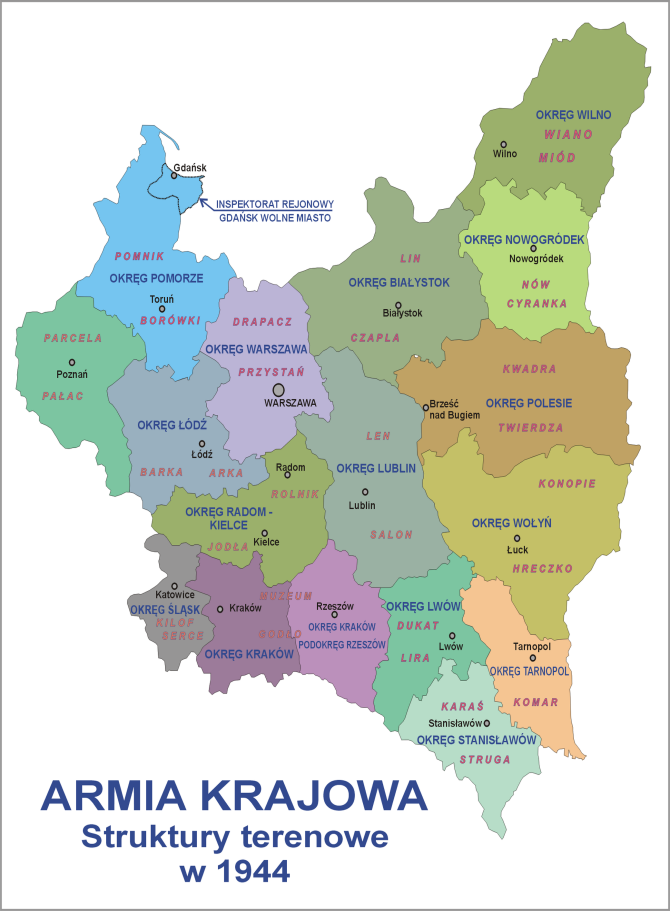 OKRĘG WILNO
WIANO
Wilno
MIÓD
Gdańsk
INSPEKTORAT REJONOWY
GDAŃSK WOLNE MIASTO
OKRĘG NOWOGRÓDEK
Nowogródek
NÓW
CYRANKA
POMNIK
OKRĘG POMORZE
Toruń
BORÓWKI
LIN
OKRĘG BIAŁYSTOK
Białystok
CZAPLA
PARCELA
Poznań
PAŁAC
DRAPACZ
OKRĘG WARSZAWA
PRZYSTAŃ
WARSZAWA
KWADRA
OKRĘG POLESIE
Brześć
nad Bugiem
TWIERDZA
OKRĘG ŁÓDŹ
Łódź
BARKA ARKA
LEN
OKRĘG LUBLIN
Lublin
SALON
Radom
ROLNIK
OKRĘG RADOM -
KIELCE
Kielce
JODŁA
KONOPIE
OKRĘG WOŁYŃ
Łuck
HRECZKO
Katowice
OKRĘG ŚLĄSK
KILOF
SERCE
MUZEUM
Kraków
GODŁO
OKRĘG KRAKÓW
Rzeszów
OKRĘG KRAKÓW
PODOKRĘG RZESZÓW
OKRĘG LWÓW
DUKAT
Lwów
LIRA
Tarnopol
OKRĘG TARNOPOL
KOMAR
KARAŚ
Stanisławów
OKRĘG STANISŁAWÓW
STRUGA
ARMIA KRAJOWA
Struktury terenowe
w 1944